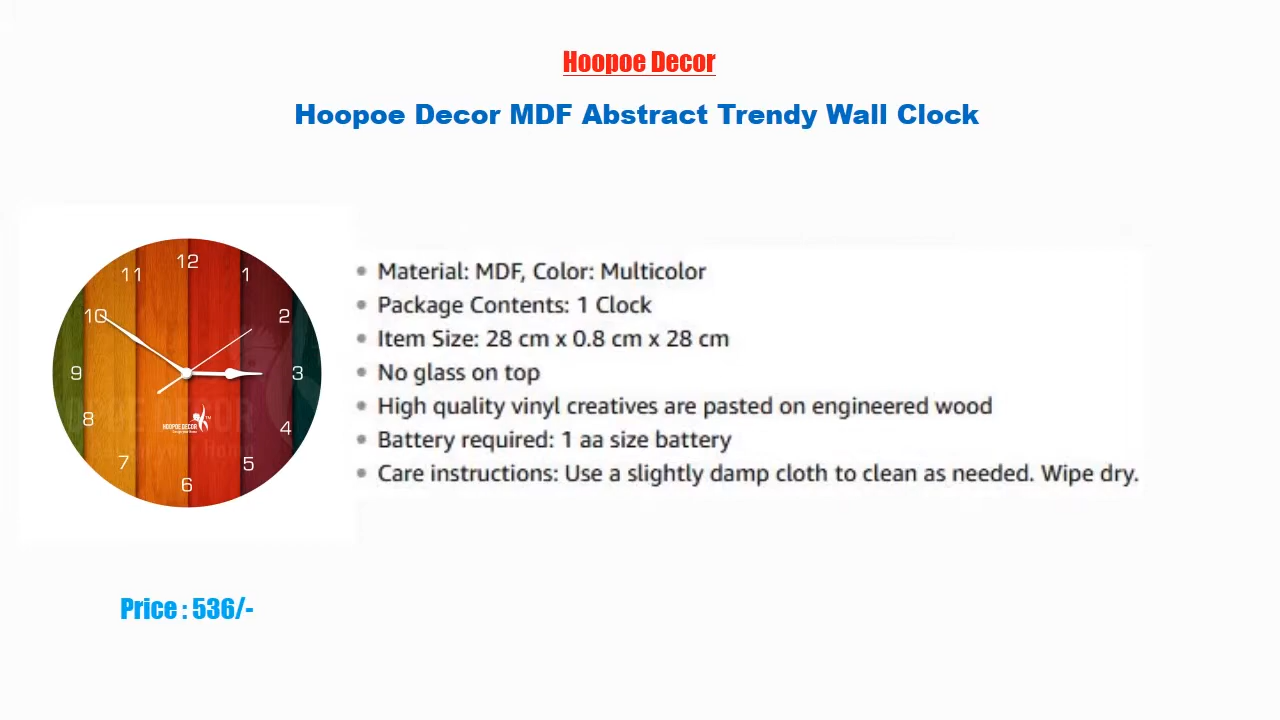 Hoopoe Decor
Hoopoe Decor MDF Abstract Trendy Wall Clock
12
11 1
10 2
9 3
8 4
7 5
6
HOOPOE DECOR
• Material: MDF, Color: Multicolor
• Package Contents: 1 Clock
• Item Size: 28 cm x 0.8 cm x 28 cm
• No glass on top
• High quality vinyl creatives are pasted on engineered wood
• Battery required: 1 aa size battery
• Care instructions: Use a slightly damp cloth to clean as needed. Wipe dry.
Price : 536/-